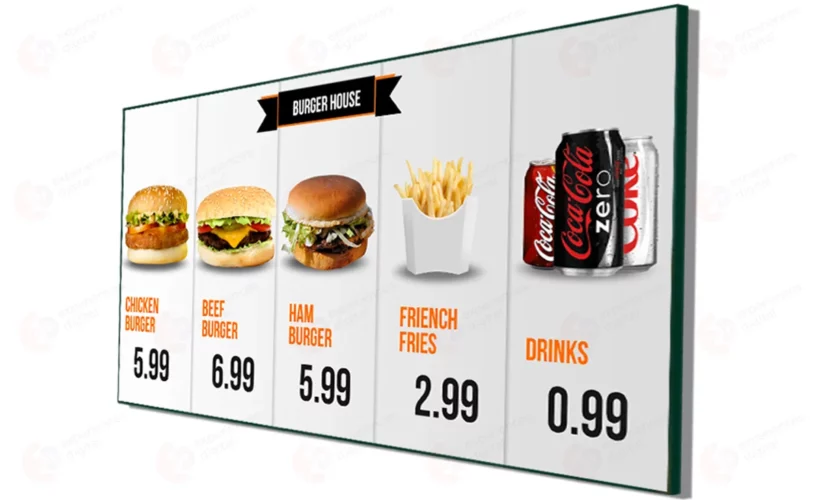 BURGER HOUSE
CHICKEN
BURGER
5.99
BEEF
BURGER
6.99
HAM
BURGER
5.99
FRIENCH
FRIES
2.99
Coca-Cola
Coca-Cola
zero
Coke
DRINKS
0.99